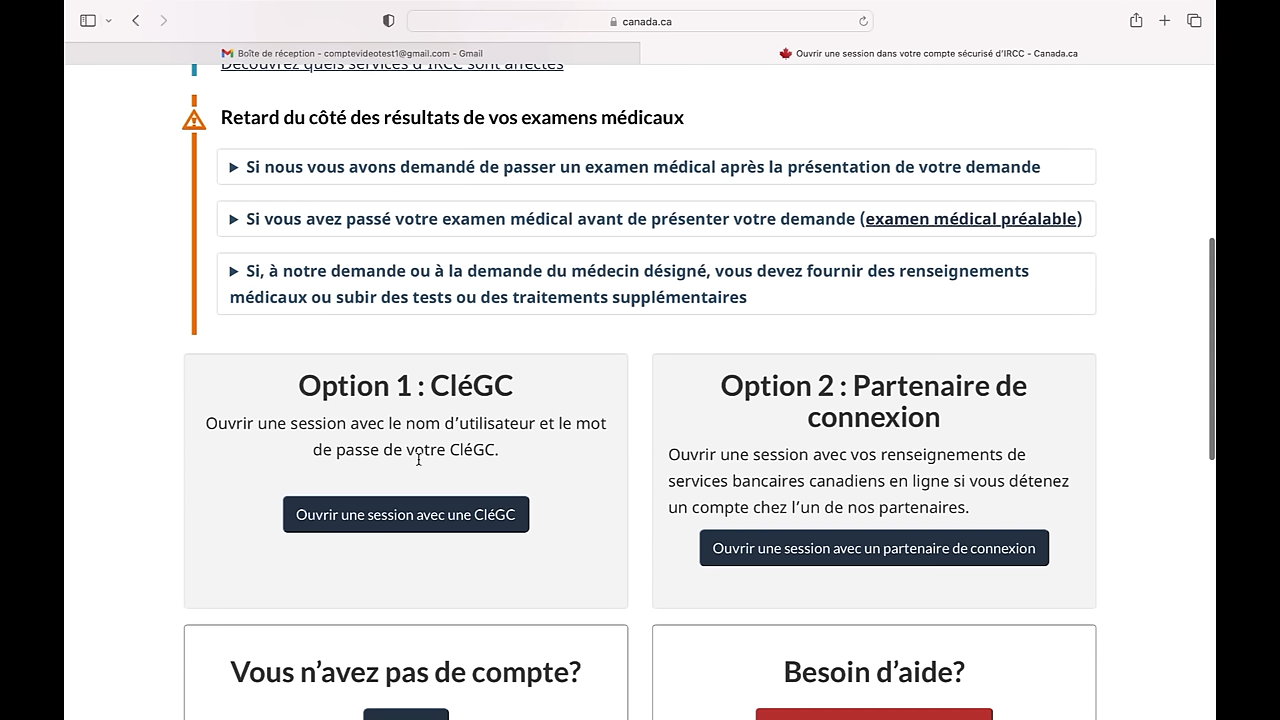 canada.ca
Boîte de réception - comptevideotest1@gmail.com - Gmail
Ouvrir une session dans votre compte sécurisé d'IRCC - Canada.ca
Découvrez quels services d'IRCC sont affectés
Retard du côté des résultats de vos examens médicaux
Si nous vous avons demandé de passer un examen médical après la présentation de votre demande
Si vous avez passé votre examen médical avant de présenter votre demande (examen médical préalable)
Si, à notre demande ou à la demande du médecin désigné, vous devez fournir des renseignements
médicaux ou subir des tests ou des traitements supplémentaires
Option 1 : CléGC
Ouvrir une session avec le nom d'utilisateur et le mot
de passe de votre CléGC.
Ouvrir une session avec une CléGC
Option 2 : Partenaire de
connexion
Ouvrir une session avec vos renseignements de
services bancaires canadiens en ligne si vous détenez
un compte chez l'un de nos partenaires.
Ouvrir une session avec un partenaire de connexion
Vous n'avez pas de compte?
Besoin d'aide?